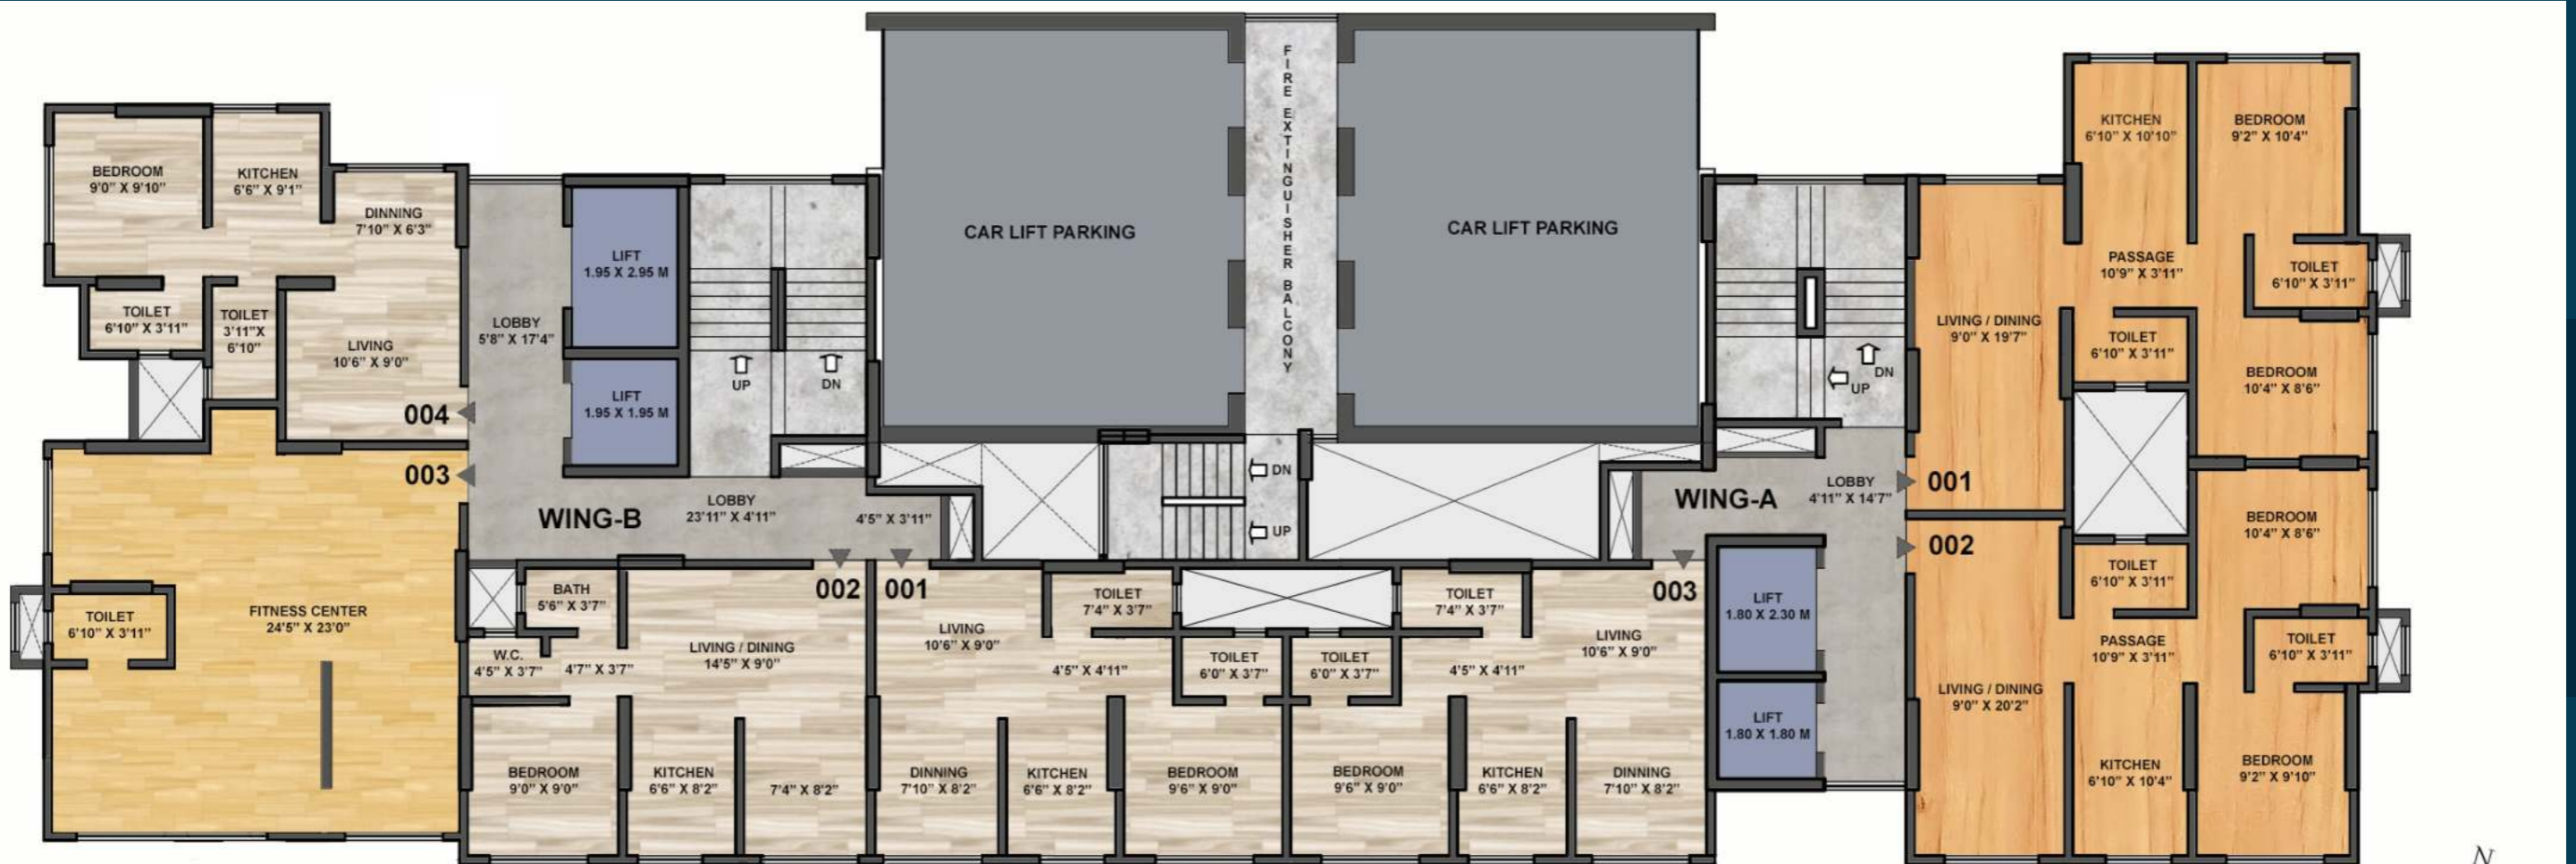 BEDROOM
9'0" X 9'10"
KITCHEN
6'6" X 9'1"
DINNING
7'10" X 6'3"
TOILET
6'10" X 3'11"
TOILET
3'11"X
6'10"
LIVING
10'6" X 9'0"
004
003
LOBBY
5'8" X 17'4"
LIFT
1.95 X 2.95 M
LIFT
1.95 X 1.95 M
UP
DN
WING-B
LOBBY
23'11" X 4'11"
4'5" X 3'11"
TOILET
6'10" X 3'11"
FITNESS CENTER
24'5" X 23'0"
CAR LIFT PARKING
FIRE EXTINGUISHER BALCONY
CAR LIFT PARKING
DN
UP
BATH
5'6" X 3'7"
W.C.
4'5" X 3'7"
4'7" X 3'7"
LIVING / DINING
14'5" X 9'0"
002
BEDROOM
9'0" X 9'0"
KITCHEN
6'6" X 8'2"
7'4" X 8'2"
001
LIVING
10'6" X 9'0"
TOILET
7'4" X 3'7"
4'5" X 4'11"
TOILET
6'0" X 3'7"
DINNING
7'10" X 8'2"
KITCHEN
6'6" X 8'2"
BEDROOM
9'6" X 9'0"
TOILET
7'4" X 3'7"
TOILET
6'0" X 3'7"
4'5" X 4'11"
LIVING
10'6" X 9'0"
003
BEDROOM
9'6" X 9'0"
KITCHEN
6'6" X 8'2"
DINNING
7'10" X 8'2"
DN
UP
WING-A
LOBBY
4'11" X 14'7"
LIFT
1.80 X 2.30 M
LIFT
1.80 X 1.80 M
001
002
KITCHEN
6'10" X 10'10"
BEDROOM
9'2" X 10'4"
PASSAGE
10'9" X 3'11"
TOILET
6'10" X 3'11"
LIVING / DINING
9'0" X 19'7"
TOILET
6'10" X 3'11"
BEDROOM
10'4" X 8'6"
BEDROOM
10'4" X 8'6"
TOILET
6'10" X 3'11"
PASSAGE
10'9" X 3'11"
TOILET
6'10" X 3'11"
LIVING / DINING
9'0" X 20'2"
KITCHEN
6'10" X 10'4"
BEDROOM
9'2" X 9'10"
N